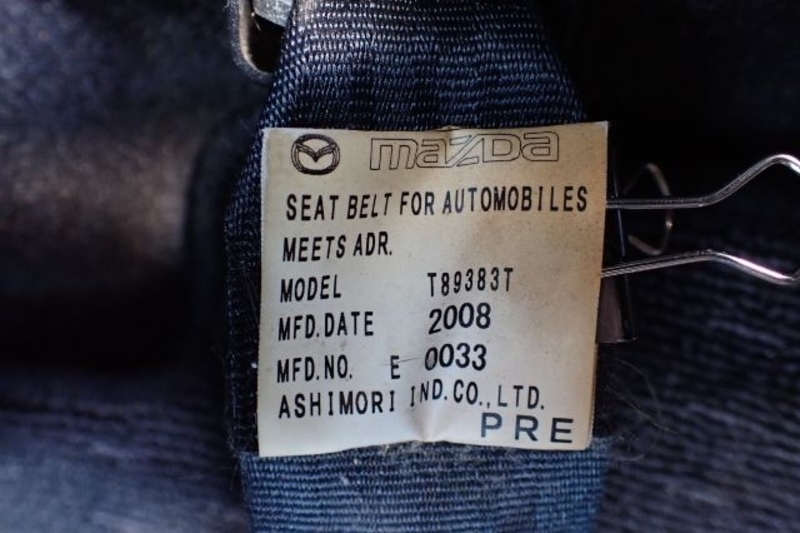 mazda
SEAT BELT FOR AUTOMOBILES
MEETS ADR.
MODEL T89383T
MFD.DATE 2008
MFD.NO. E 0033
ASHIMORI IND.CO.,LTD.
PRE